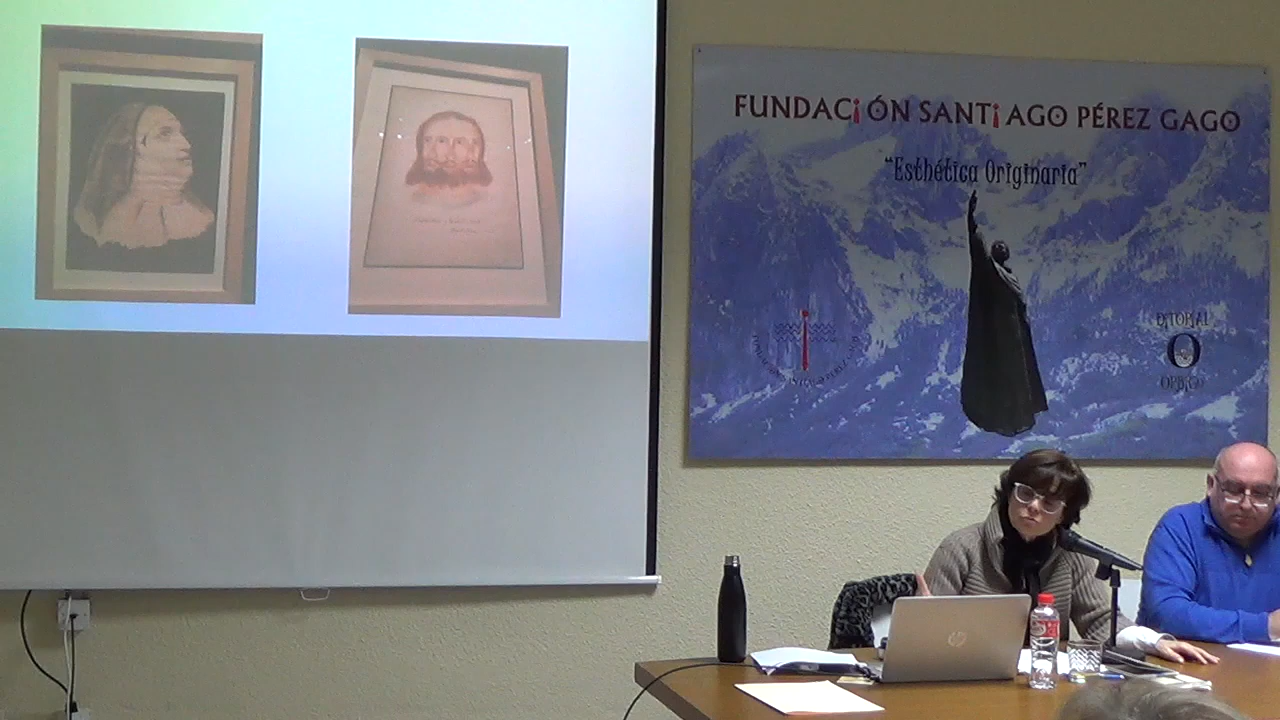 FUNDACiÓN SANTiAGO PÉREZ GAGO
"Esthética Originaria"
EDITORIAL
O
ORBIGO
hp